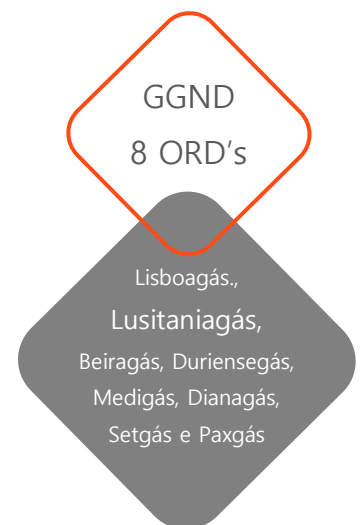 GGND
8 ORD's
Lisboagás.,
Lusitaniagás,
Beiragás, Duriensegás,
Medigás, Dianagás,
Setgás e Paxgás